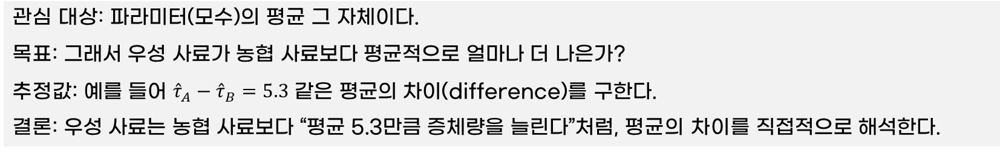 관심 대상: 파라미터(모수)의 평균 그 자체이다.
목표: 그래서 우성 사료가 농협 사료보다 평균적으로 얼마나 더 나은가?
추정값: 예를 들어 τ̂_A − τ̂_B = 5.3 같은 평균의 차이(difference)를 구한다.
결론: 우성 사료는 농협 사료보다 “평균 5.3만큼 증체량을 늘린다”처럼, 평균의 차이를 직접적으로 해석한다.